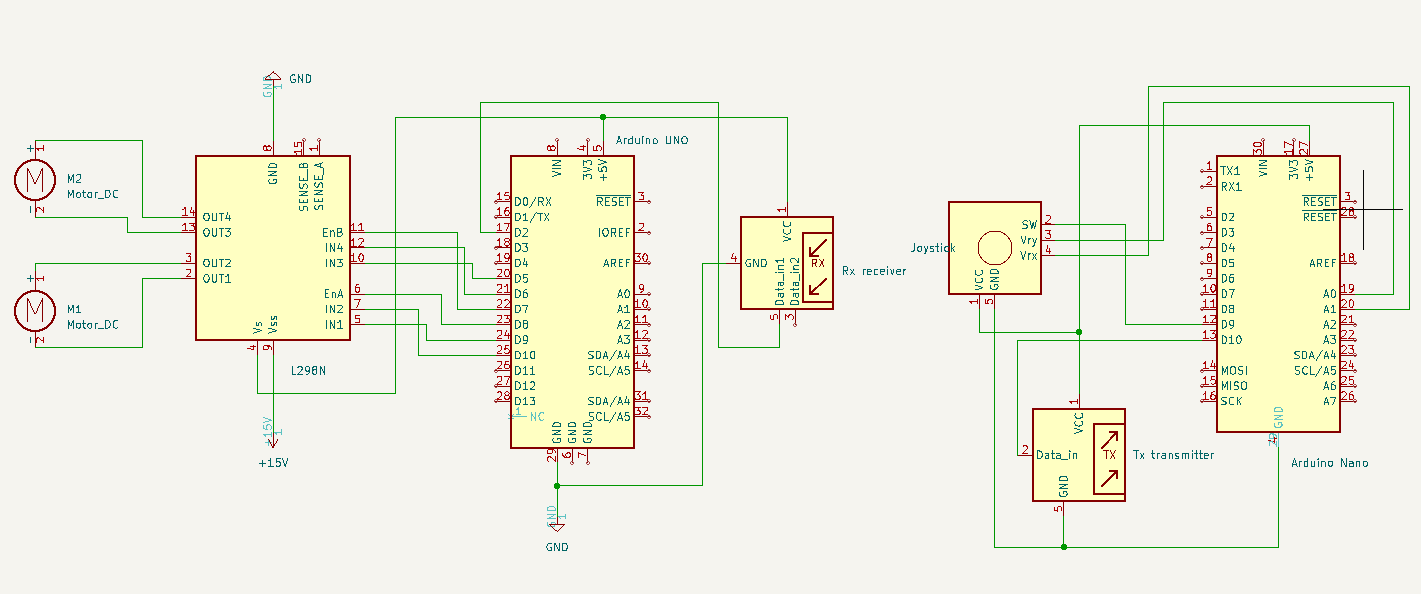 GND
1
GND
8
GND
15
SENSE_B
1
SENSE_A
M
+
1
-
2
M2
Motor_DC
M
+
1
-
2
M1
Motor_DC
14
OUT4
13
OUT3
3
OUT2
2
OUT1
EnB
11
IN4
12
IN3
10
EnA
6
IN2
7
IN1
5
Vs
4
Vss
9
L298N
+15V
1
+15V
Arduino UNO
8
VIN
4
3V3
5
+5V
15
D0/RX
16
D1/TX
17
D2
18
D3
19
D4
20
D5
21
D6
22
D7
23
D8
24
D9
25
D10
26
D11
27
D12
28
D13
1
NC
RESET
3
IOREF
2
AREF
30
A0
9
A1
10
A2
11
A3
12
SDA/A4
13
SCL/A5
14
SDA/A4
31
SCL/A5
32
GND
29
GND
6
GND
7
GND
1
GND
1
VCC
4
GND
RX
Data_in1
5
Data_in2
3
Rx receiver
Joystick
SW
2
Vry
3
Vrx
4
VCC
1
GND
5
1
VCC
2
Data_in
TX
GND
5
Tx transmitter
30
VIN
17
3V3
27
+5V
1
TX1
2
RX1
5
D2
6
D3
7
D4
8
D5
9
D6
10
D7
11
D8
12
D9
13
D10
14
MOSI
15
MISO
16
SCK
RESET
3
RESET
28
AREF
18
A0
19
A1
20
A2
21
A3
22
SDA/A4
23
SCL/A5
24
A6
25
A7
26
GND
Arduino Nano